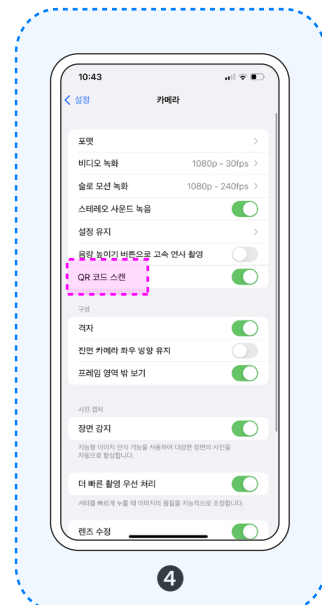 10:43
설정
카메라
포맷
비디오 녹화 1080p - 30fps
슬로 모션 녹화 1080p - 240fps
스테레오 사운드 녹음
설정 유지
음량 높이기 버튼으로 고속 연사 촬영
QR 코드 스캔
구성
격자
전면 카메라 좌우 방향 유지
프레임 영역 밖 보기
사진 캡처
장면 감지
지능형 이미지 인식 기능을 사용하여 다양한 장면의 사진을
자동으로 향상합니다.
더 빠른 촬영 우선 처리
셔터를 빠르게 누를 때 이미지의 품질을 지능적으로 조정합니다.
렌즈 수정
4